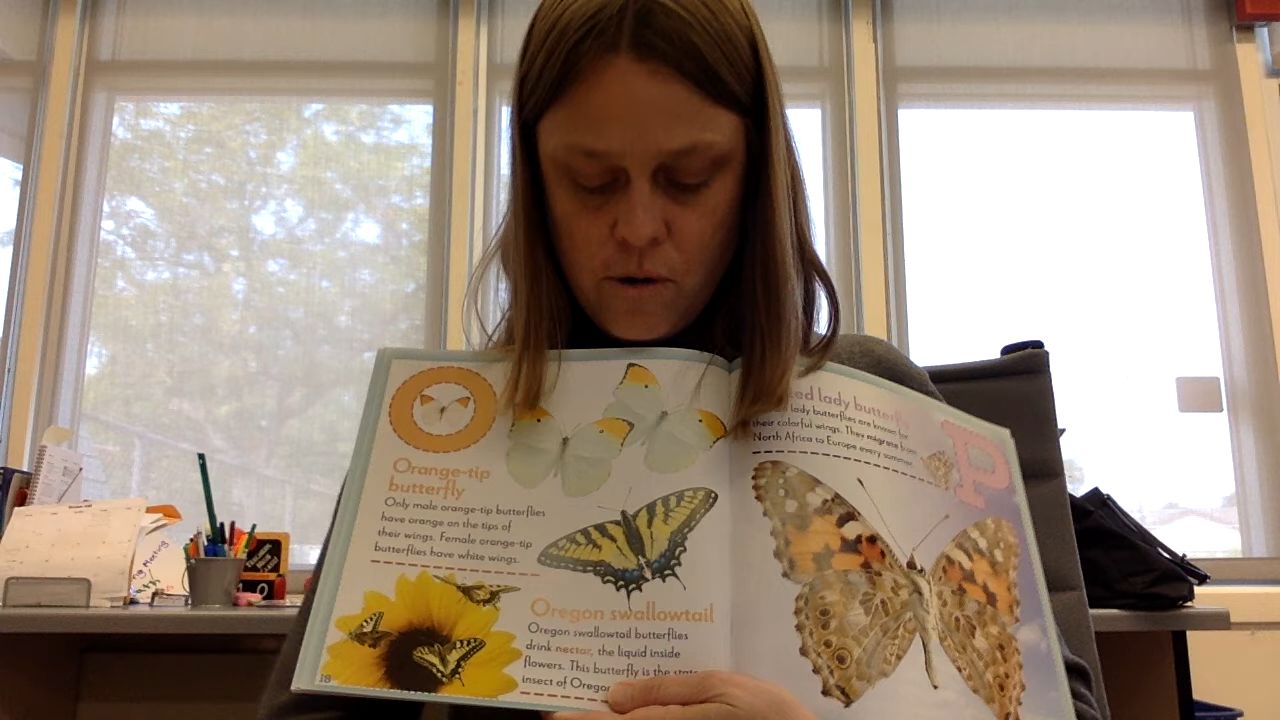 O
Orange-tip
butterfly
Only male orange-tip butterflies
have orange on the tips of
their wings. Female orange-tip
butterflies have white wings.
Oregon swallowtail
Oregon swallowtail butterflies
drink nectar, the liquid inside
flowers. This butterfly is the state
insect of Oregon
18
lady butterfly
lady butterflies are known for
their colorful wings. They migrate from
North Africa to Europe every summer.
P
Meeting